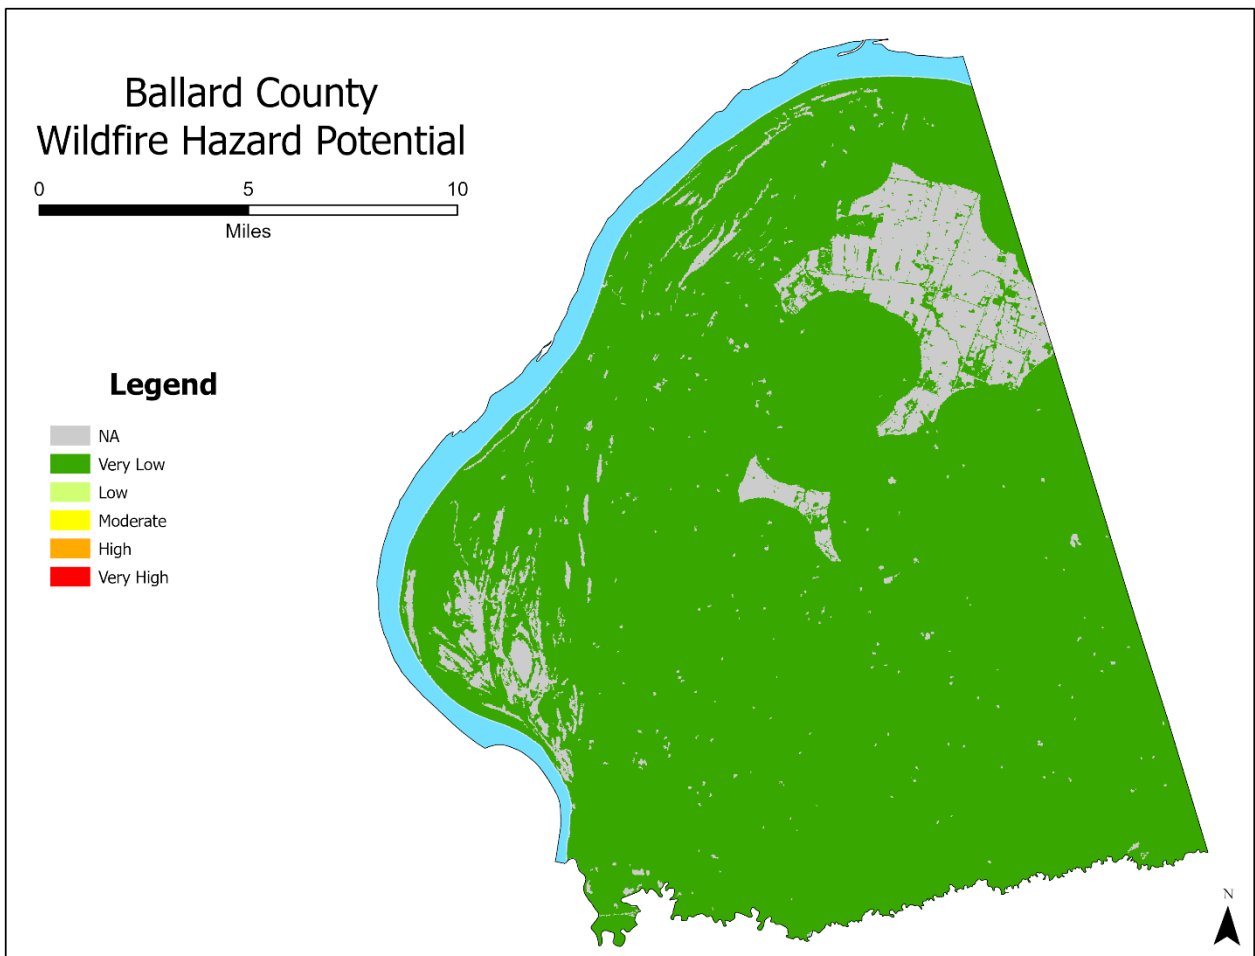 Ballard County
Wildfire Hazard Potential
0 5 10
Miles
Legend
NA
Very Low
Low
Moderate
High
Very High
N